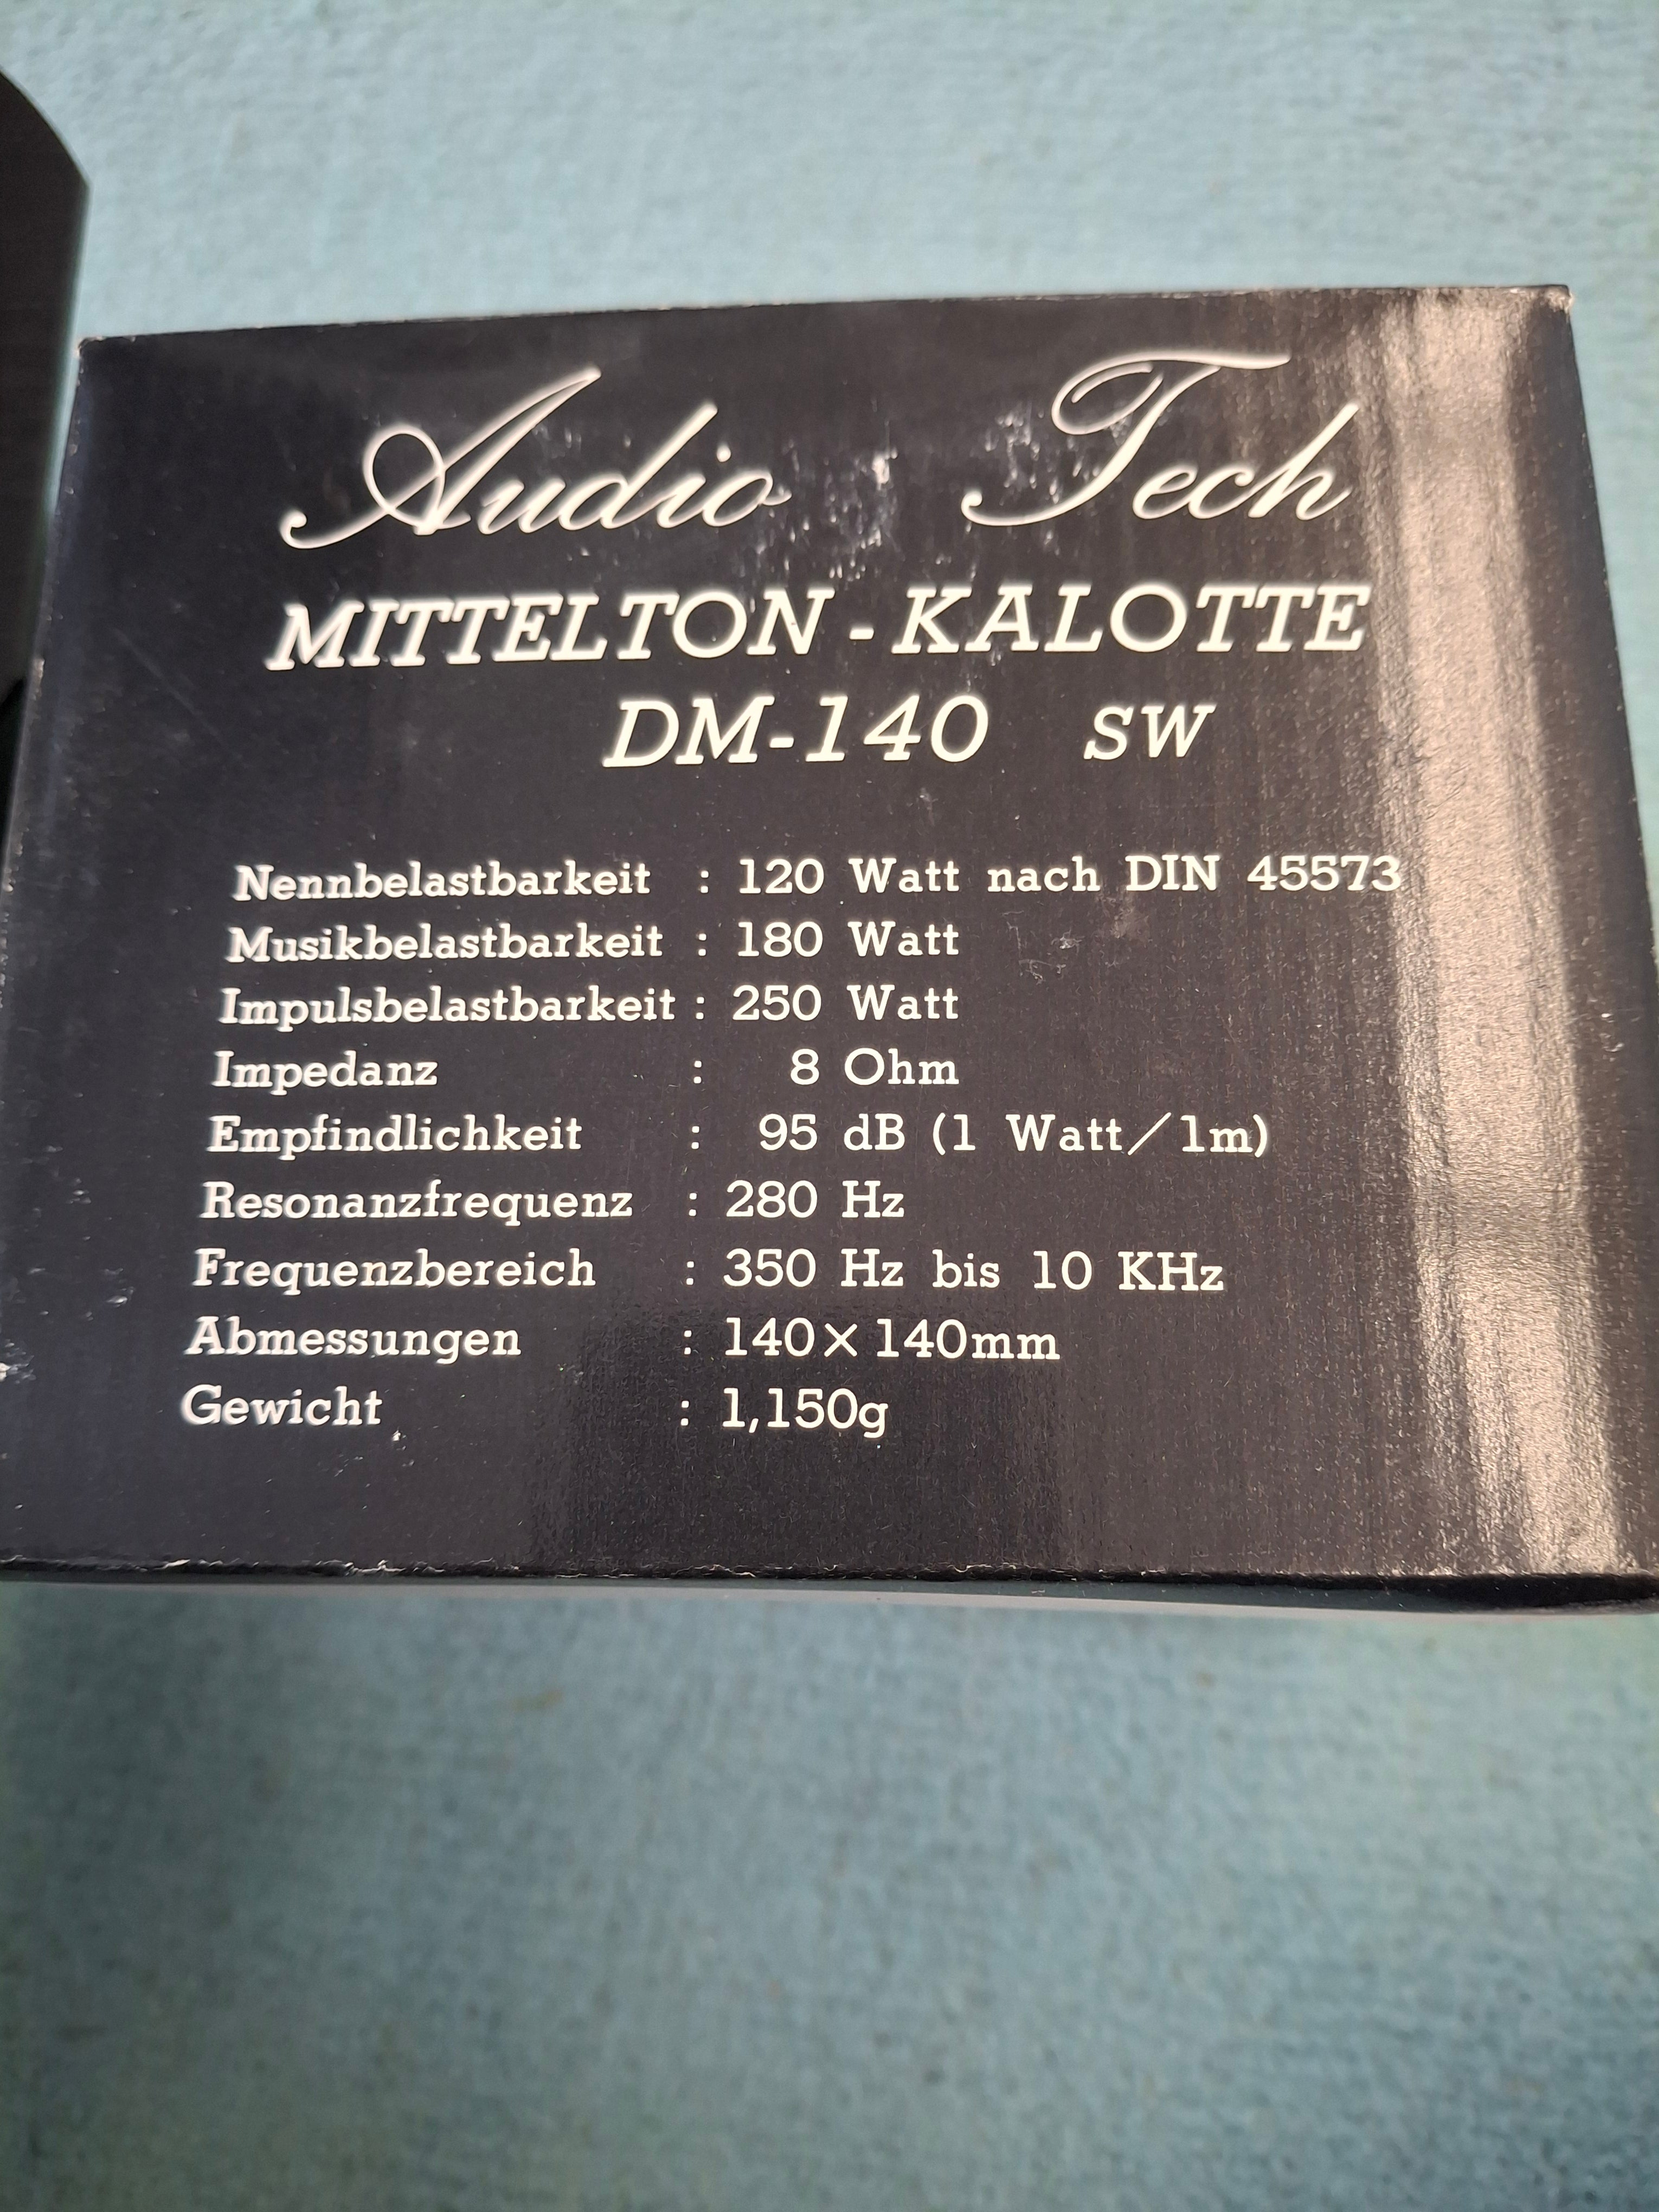 Audio Tech
MITTELTON-KALOTTE
DM-140 SW
Nennbelastbarkeit : 120 Watt nach DIN 45573
Musikbelastbarkeit : 180 Watt
Impulsbelastbarkeit : 250 Watt
Impedanz : 8 Ohm
Empfindlichkeit : 95 dB (1 Watt/1m)
Resonanzfrequenz : 280 Hz
Frequenzbereich : 350 Hz bis 10 KHz
Abmessungen : 140×140mm
Gewicht : 1,150g